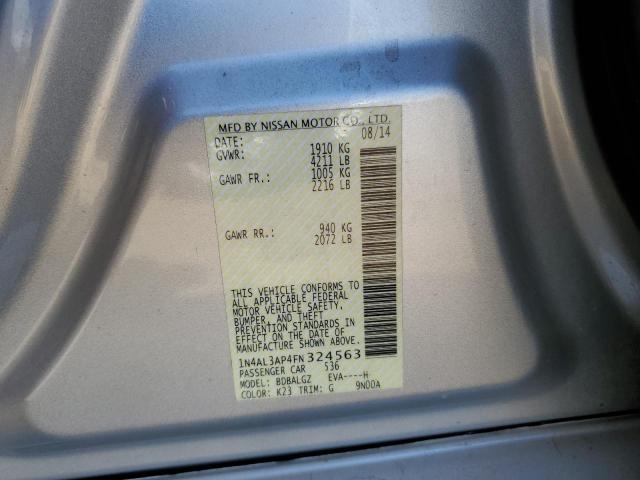 MFD BY NISSAN MOTOR CO., LTD.
DATE: 08/14
GVWR: 1910 KG
4211 LB
GAWR FR.: 1005 KG
2216 LB
GAWR RR.: 940 KG
2072 LB
THIS VEHICLE CONFORMS TO
ALL APPLICABLE FEDERAL
MOTOR VEHICLE SAFETY,
BUMPER, AND THEFT
PREVENTION STANDARDS IN
EFFECT ON THE DATE OF
MANUFACTURE SHOWN ABOVE.
1N4AL3AP4FN324563
PASSENGER CAR 536
MODEL: BDBALGZ EVA----H
COLOR: K23 TRIM: G 9N00A